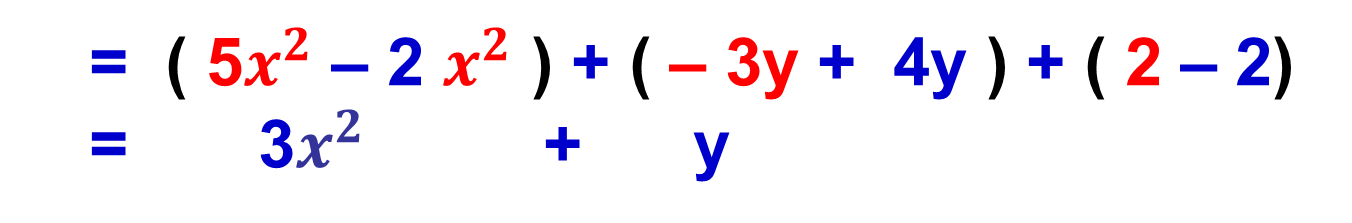 = ( 5x² – 2 x² ) + ( – 3y + 4y ) + ( 2 – 2)
= 3x² + y